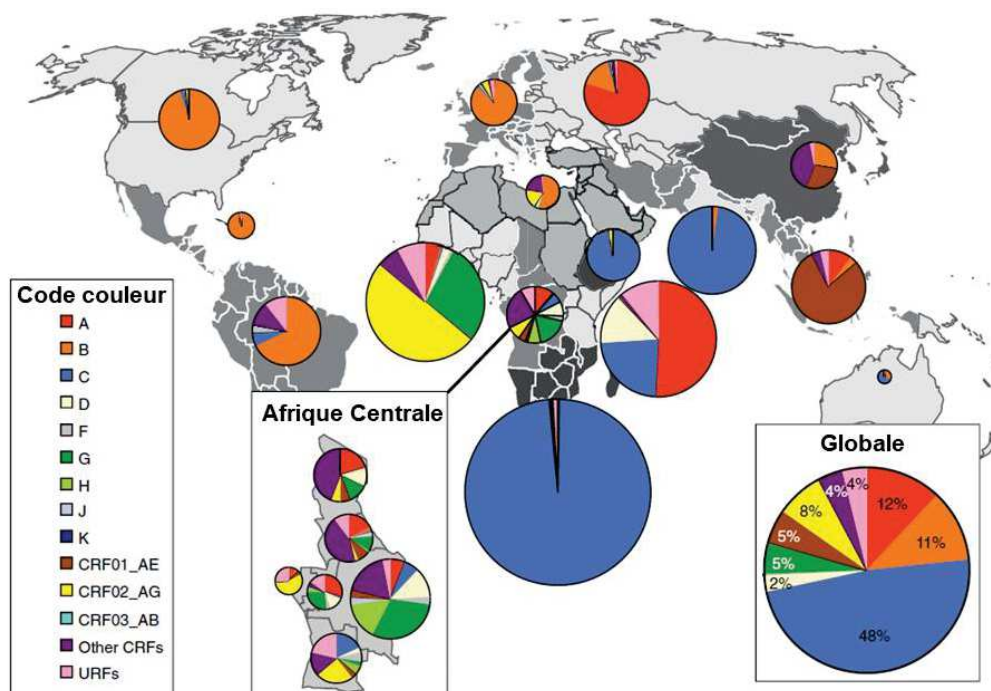 Code couleur
A
B
C
D
F
G
H
J
K
CRF01_AE
CRF02_AG
CRF03_AB
Other CRFs
URFs
Afrique Centrale
Globale
4%
4%
12%
8%
11%
5%
5%
2%
48%